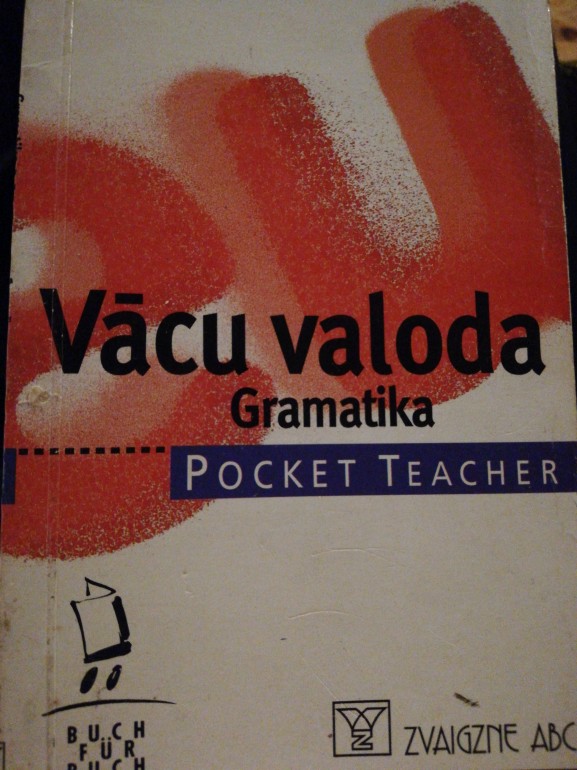 Vācu valoda
Gramatika
POCKET TEACHER
BUCH
FÜR
BUCH
ZVAIGZNE ABC